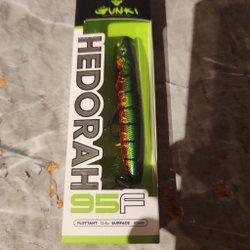 GUNKI
HEDORAH
95F
FLOTTANT SURFACE